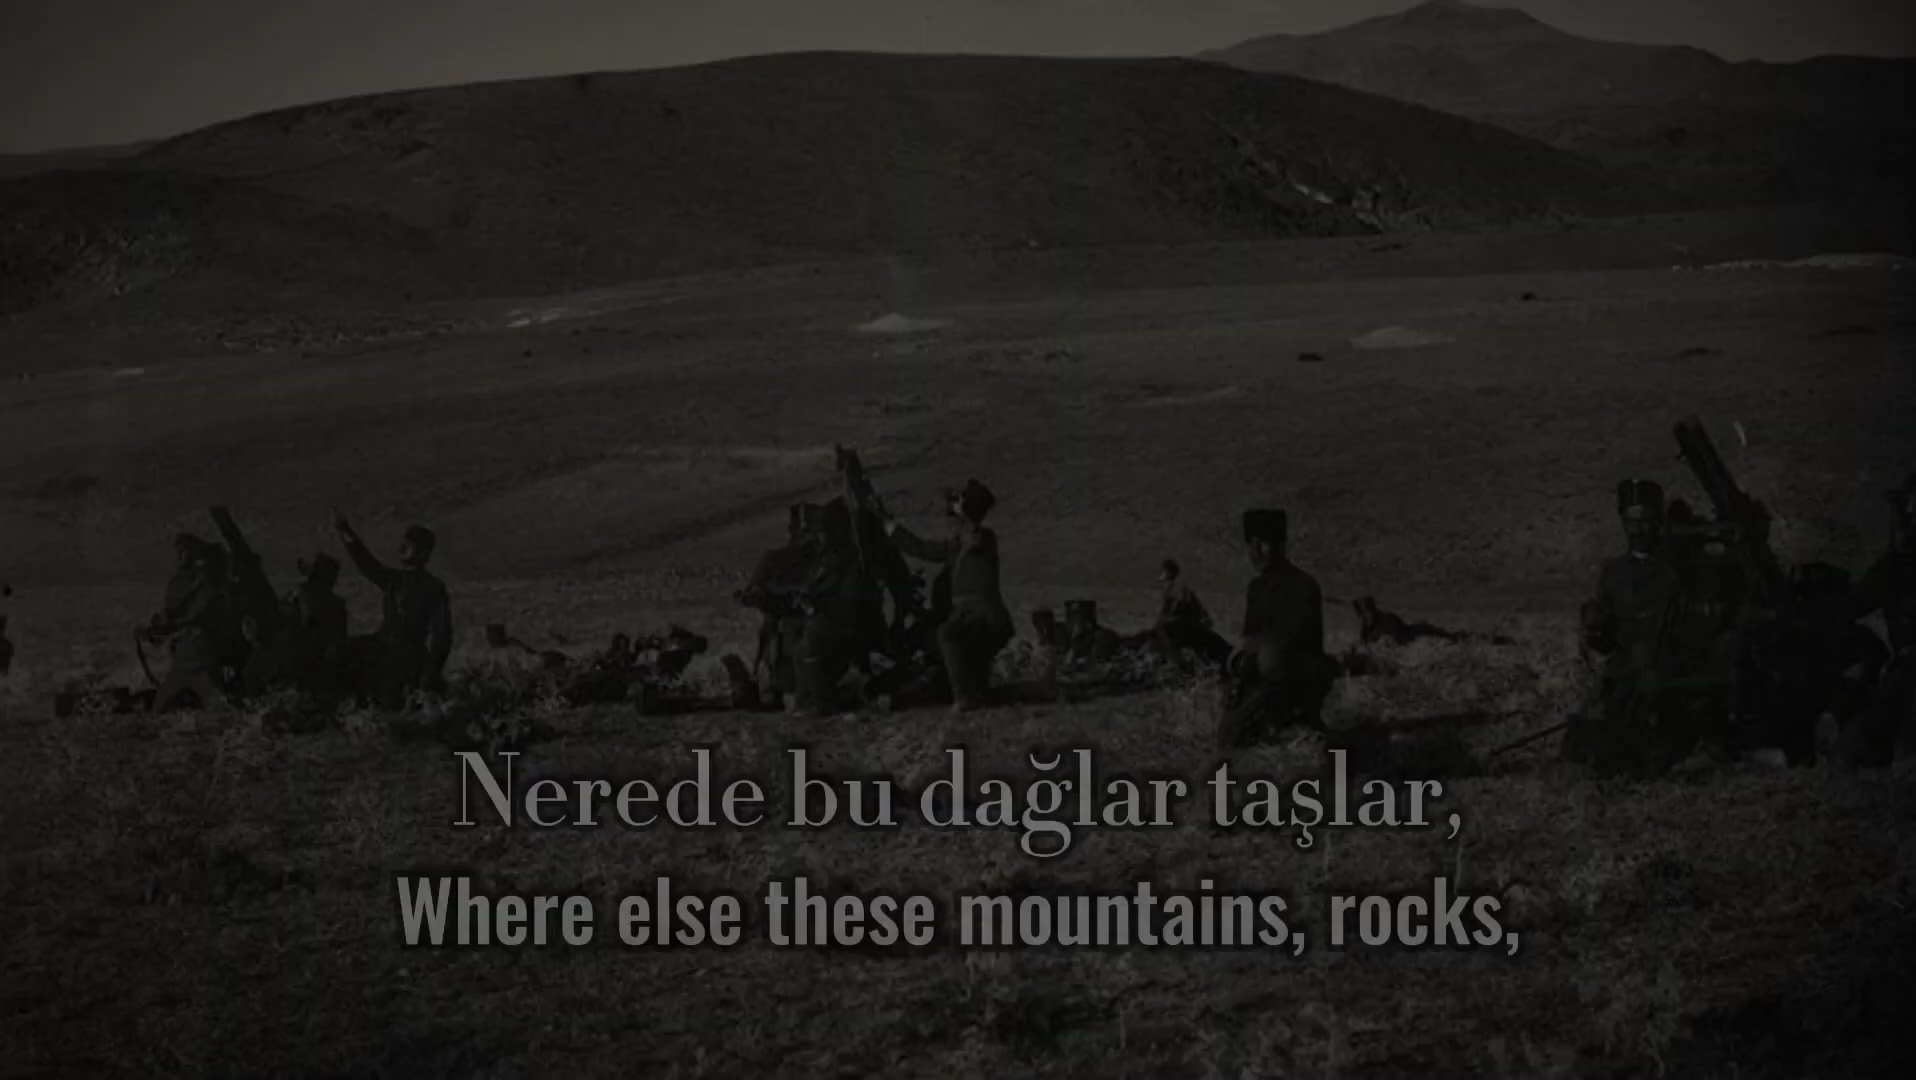 Nerede bu dağlar taşlar,
Where else these mountains, rocks,